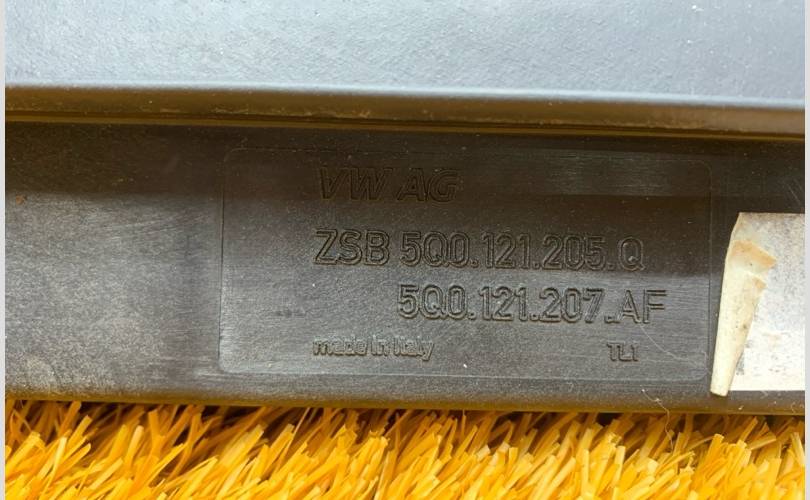 VW AG
ZSB 5Q0.121.205.Q
5Q0.121.207.AF
made in Italy TL1